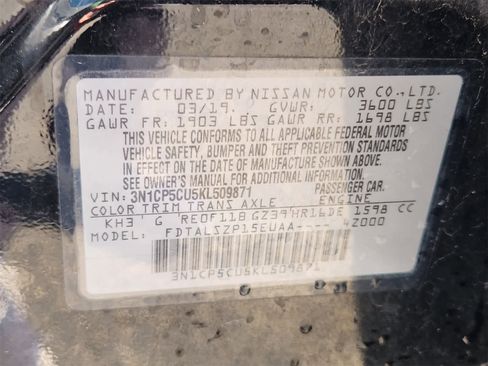 MANUFACTURED BY NISSAN MOTOR CO.,LTD.
DATE: 03/19. GVWR: 3600 LBS
GAWR FR: 1903 LBS GAWR RR: 1698 LBS
THIS VEHICLE CONFORMS TO ALL APPLICABLE FEDERAL MOTOR
VEHICLE SAFETY, BUMPER AND THEFT PREVENTION STANDARDS
IN EFFECT ON THE DATE OF MANUFACTURE SHOWN ABOVE.
SEE OWNER'S MANUAL FOR ADDITIONAL INFORMATION.
VIN: 3N1CP5CU5KL509871 PASSENGER CAR.
COLOR TRIM TRANS AXLE ENGINE
KH3 G RE0F11B GZ39 HR16DE 1598 CC
MODEL: FDTALSZP15EUAA---- 42000
3N1CP5CU5KL509871